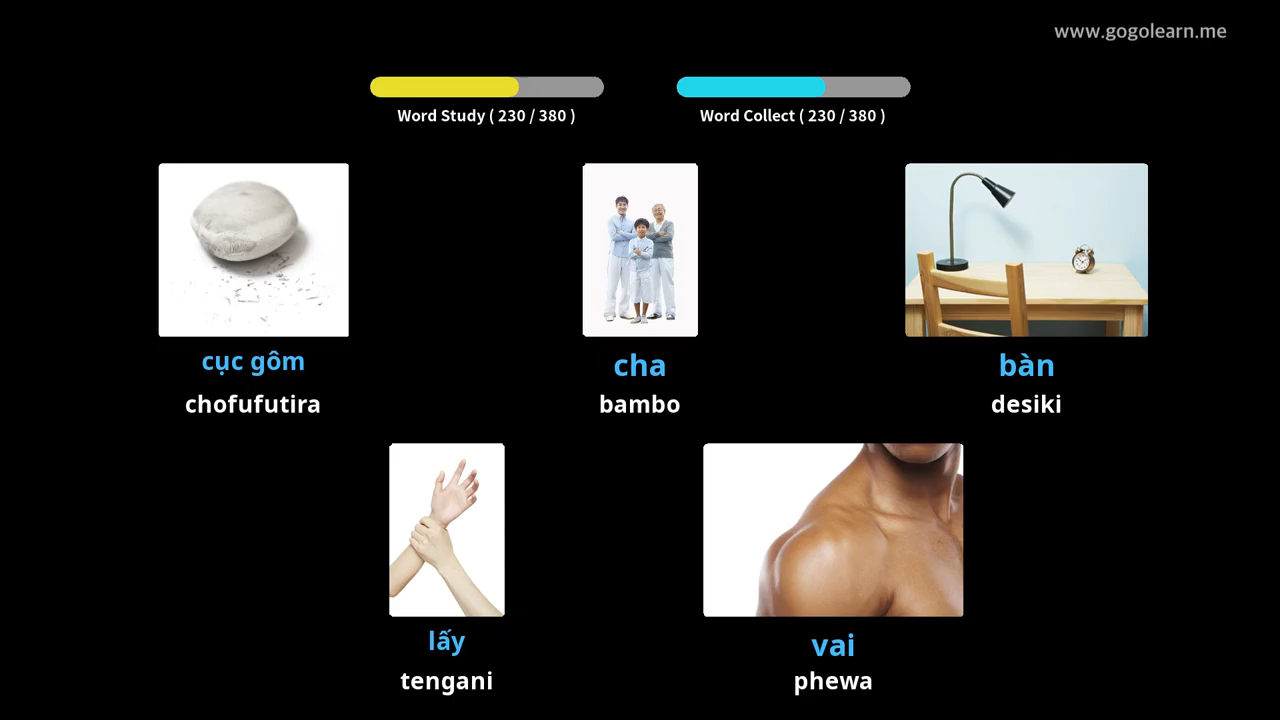 www.gogolearn.me
Word Study ( 230 / 380 )
Word Collect ( 230 / 380 )
cục gôm
chofufutira
cha
bambo
bàn
desiki
lấy
tengani
vai
phewa